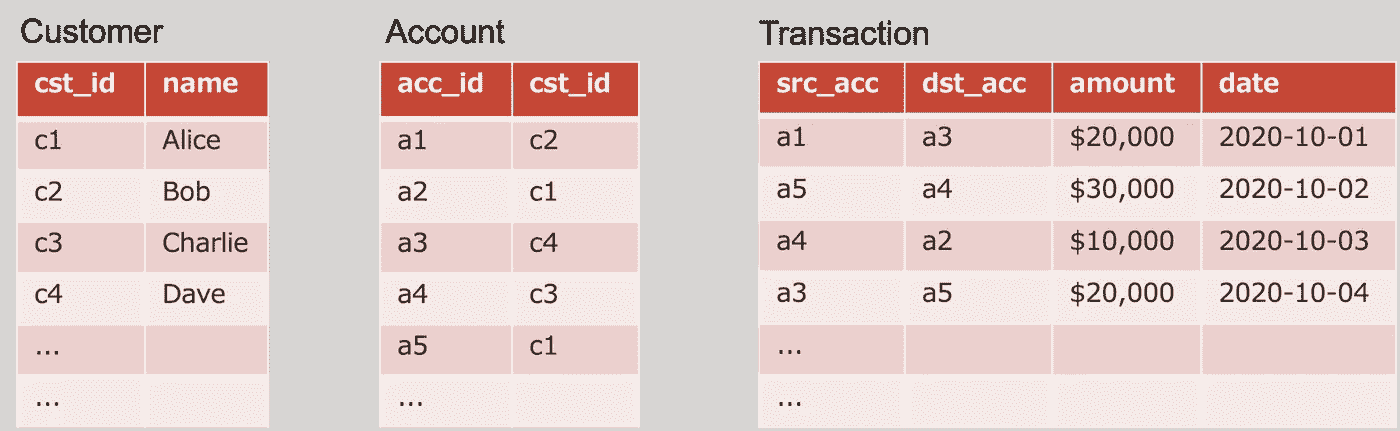 Customer Account Transaction
cst_id name acc_id cst_id src_acc dst_acc amount date
c1 Alice a1 c2 a1 a3 $20,000 2020-10-01
c2 Bob a2 c1 a5 a4 $30,000 2020-10-02
c3 Charlie a3 c4 a4 a2 $10,000 2020-10-03
c4 Dave a4 c3 a3 a5 $20,000 2020-10-04
... a5 c1 ...
... ... ...